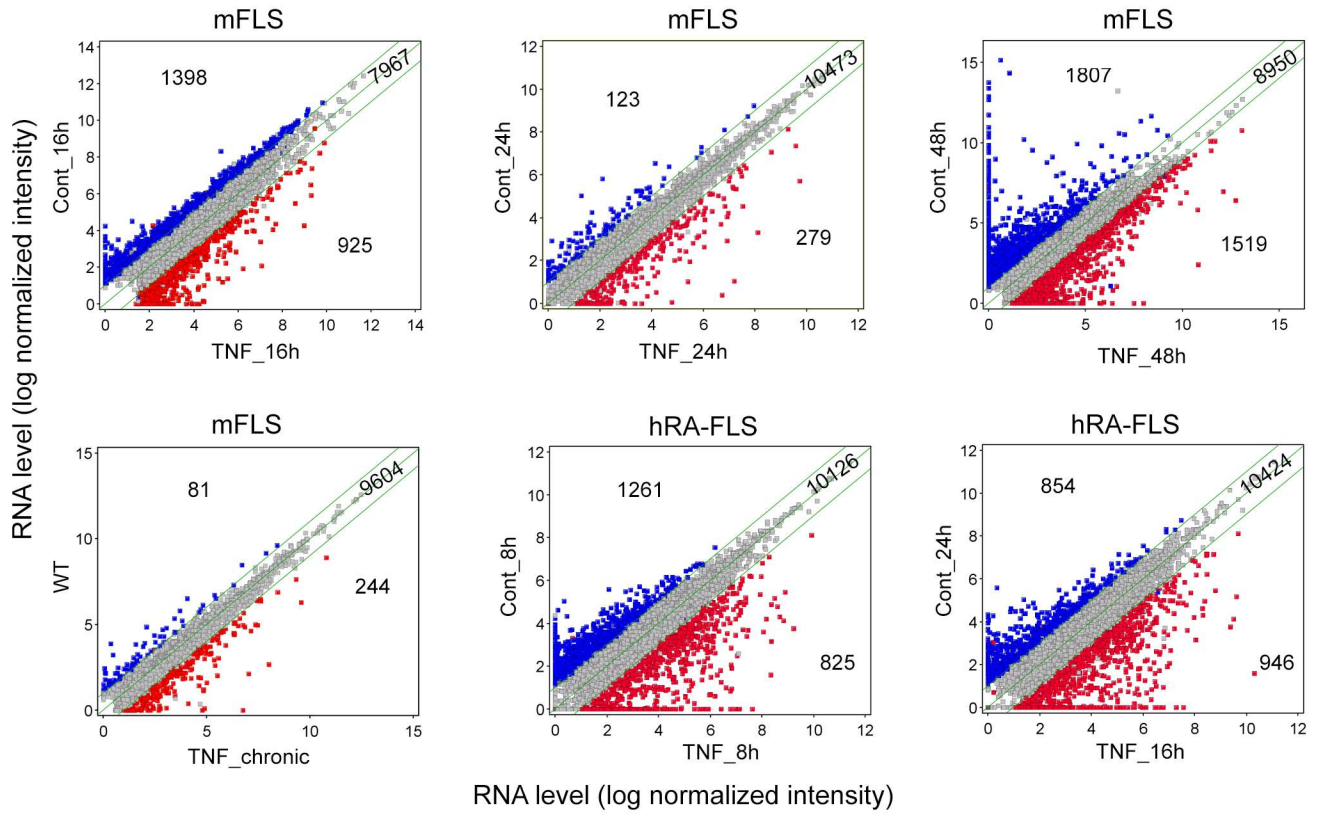 RNA level (log normalized intensity)
mFLS
14
12
10
8
6
4
2
0
Cont_16h
1398
7967
925
0 2 4 6 8 10 12 14
TNF_16h
mFLS
12
10
8
6
4
2
0
Cont_24h
123
10473
279
0 2 4 6 8 10 12
TNF_24h
mFLS
15
10
5
0
Cont_48h
1807
8950
1519
0 5 10 15
TNF_48h
mFLS
15
10
5
0
WT
81
9604
244
0 5 10 15
TNF_chronic
hRA-FLS
12
10
8
6
4
2
0
Cont_8h
1261
10126
825
0 2 4 6 8 10 12
TNF_8h
hRA-FLS
12
10
8
6
4
2
0
Cont_24h
854
10424
946
0 2 4 6 8 10 12
TNF_16h
RNA level (log normalized intensity)